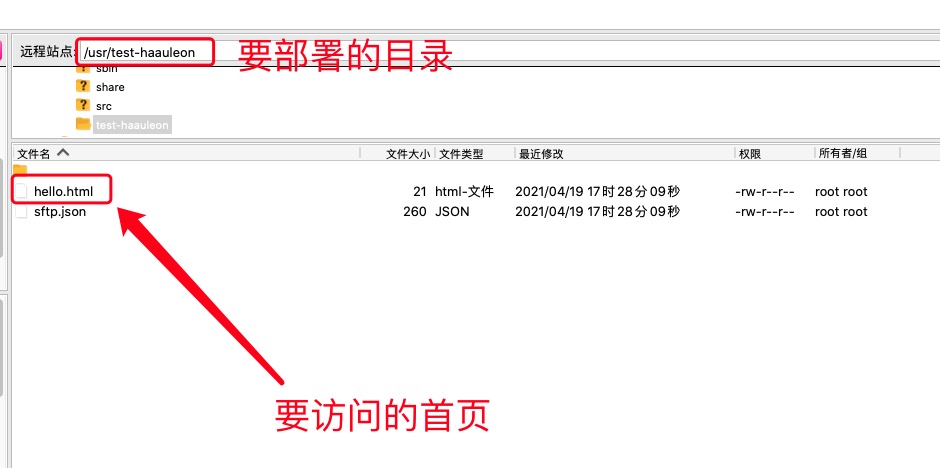 远程站点: /usr/test-haauleon 要部署的目录
sbin
share
src
test-haauleon
文件名 文件大小 文件类型 最近修改 权限 所有者/组
hello.html 21 html-文件 2021/04/19 17时28分09秒 -rw-r--r-- root root
sftp.json 260 JSON 2021/04/19 17时28分09秒 -rw-r--r-- root root
要访问的首页